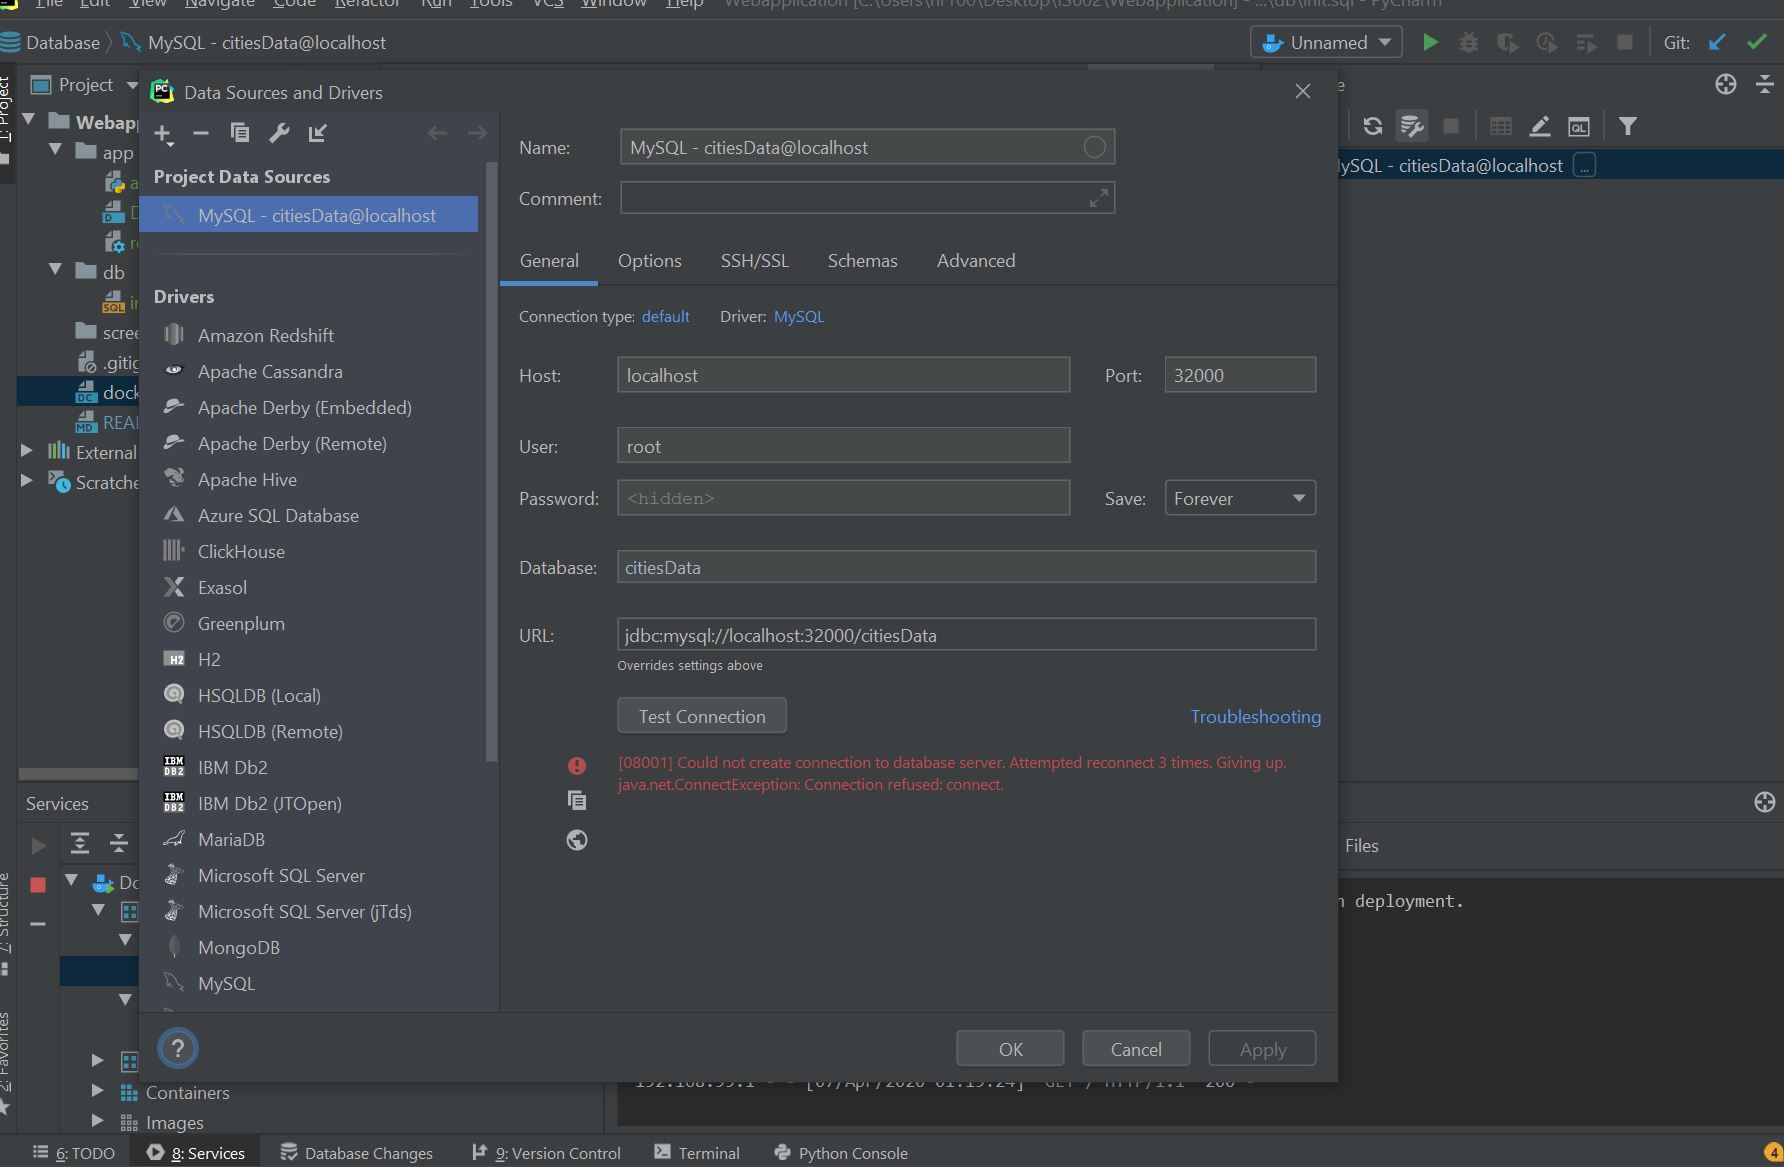 File Edit View Navigate Code Refactor Run Tools VCS Window Help
Database MySQL - citiesData@localhost
Unnamed
Git:
1: Project
Project
Data Sources and Drivers
Webapp
app
db
.gitig
dock
READ
External
Scratche
Project Data Sources
MySQL - citiesData@localhost
Drivers
Amazon Redshift
Apache Cassandra
Apache Derby (Embedded)
Apache Derby (Remote)
Apache Hive
Azure SQL Database
ClickHouse
Exasol
Greenplum
H2
HSQLDB (Local)
HSQLDB (Remote)
IBM Db2
IBM Db2 (JTOpen)
MariaDB
Microsoft SQL Server
Microsoft SQL Server (jTds)
MongoDB
MySQL
Name: MySQL - citiesData@localhost
Comment:
General Options SSH/SSL Schemas Advanced
Connection type: default Driver: MySQL
Host: localhost Port: 32000
User: root
Password: <hidden> Save: Forever
Database: citiesData
URL: jdbc:mysql://localhost:32000/citiesData
Overrides settings above
Test Connection Troubleshooting
[08001] Could not create connection to database server. Attempted reconnect 3 times. Giving up.
java.net.ConnectException: Connection refused: connect.
? OK Cancel Apply
MySQL - citiesData@localhost ...
Services
Files
n deployment.
Z: Structure
2: Favorites
Containers
Images
6: TODO 8: Services Database Changes 9: Version Control Terminal Python Console 4